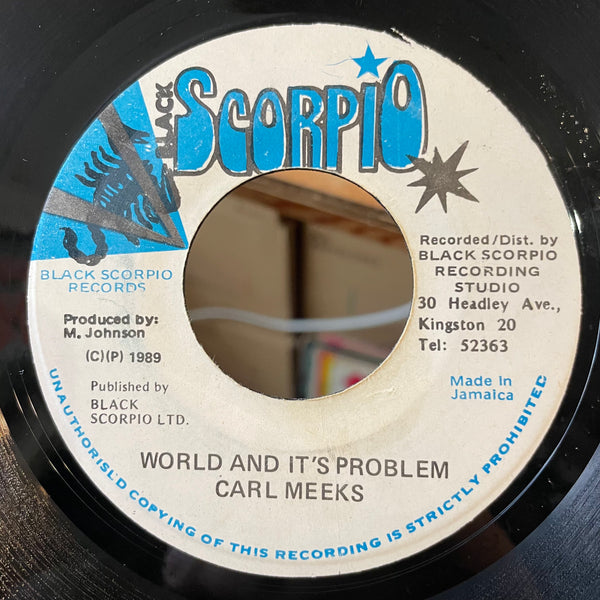 BLACK
SCORPIO
BLACK SCORPIO
RECORDS
Produced by:
M. Johnson
(C)(P) 1989
Published by
BLACK
SCORPIO LTD.
Recorded/Dist. by
BLACK SCORPIO
RECORDING
STUDIO
30 Headley Ave.,
Kingston 20
Tel: 52363
Made in
Jamaica
WORLD AND IT'S PROBLEM
CARL MEEKS
UNAUTHORISED COPYING OF THIS RECORDING IS STRICTLY PROHIBITED